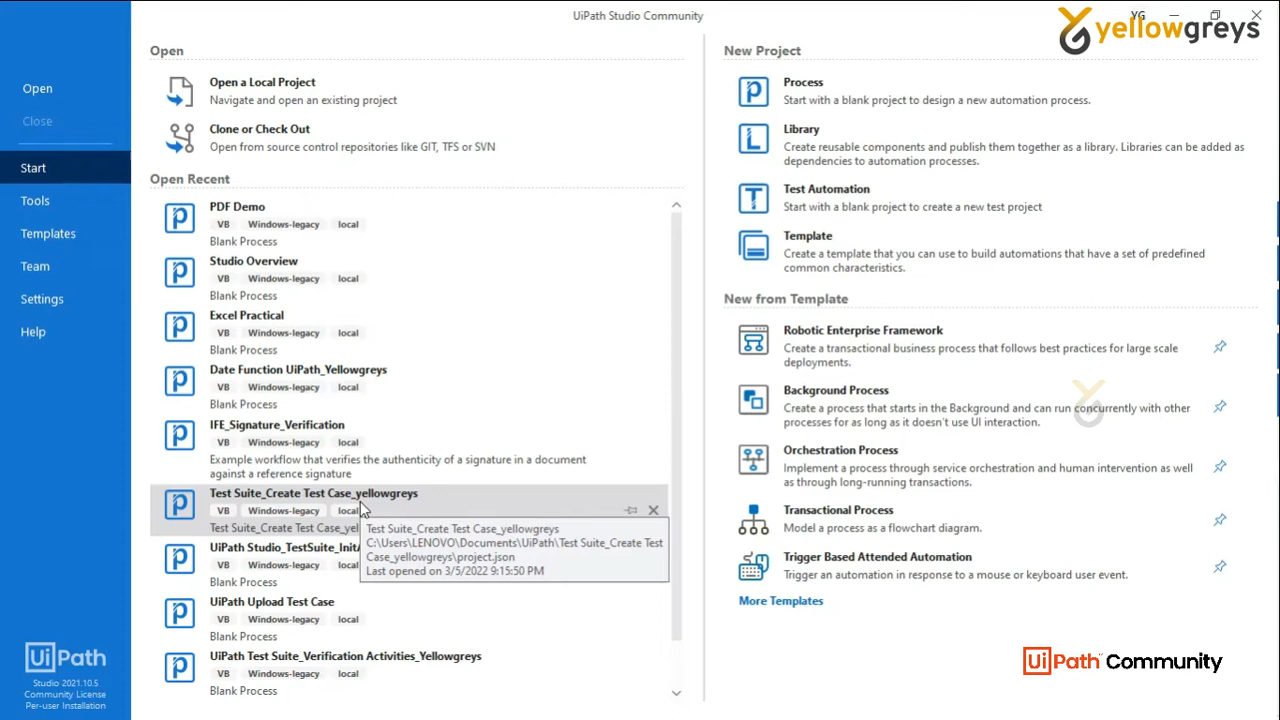 UiPath Studio Community
YG
yellowgreys
Open
Close
Start
Tools
Templates
Team
Settings
Help
UiPath
Studio 2021.10.5
Community License
Per-user Installation
Open
Open a Local Project
Navigate and open an existing project
Clone or Check Out
Open from source control repositories like GIT, TFS or SVN
Open Recent
PDF Demo
VB Windows-legacy local
Blank Process
Studio Overview
VB Windows-legacy local
Blank Process
Excel Practical
VB Windows-legacy local
Blank Process
Date Function UiPath_Yellowgreys
VB Windows-legacy local
Blank Process
IFE_Signature_Verification
VB Windows-legacy local
Example workflow that verifies the authenticity of a signature in a document
against a reference signature
Test Suite_Create Test Case_yellowgreys
VB Windows-legacy local
Test Suite_Create Test Case_yel
Test Suite_Create Test Case_yellowgreys
C:\Users\LENOVO\Documents\UiPath\Test Suite_Create Test
Case_yellowgreys\project.json
Last opened on 3/5/2022 9:15:50 PM
UiPath Studio_TestSuite_InitA
VB Windows-legacy local
Blank Process
UiPath Upload Test Case
VB Windows-legacy local
Blank Process
UiPath Test Suite_Verification Activities_Yellowgreys
VB Windows-legacy local
Blank Process
New Project
Process
Start with a blank project to design a new automation process.
Library
Create reusable components and publish them together as a library. Libraries can be added as
dependencies to automation processes.
Test Automation
Start with a blank project to create a new test project
Template
Create a template that you can use to build automations that have a set of predefined
common characteristics.
New from Template
Robotic Enterprise Framework
Create a transactional business process that follows best practices for large scale
deployments.
Background Process
Create a process that starts in the Background and can run concurrently with other
processes for as long as it doesn't use UI interaction.
Orchestration Process
Implement a process through service orchestration and human intervention as well
as through long-running transactions.
Transactional Process
Model a process as a flowchart diagram.
Trigger Based Attended Automation
Trigger an automation in response to a mouse or keyboard user event.
More Templates
UiPath Community